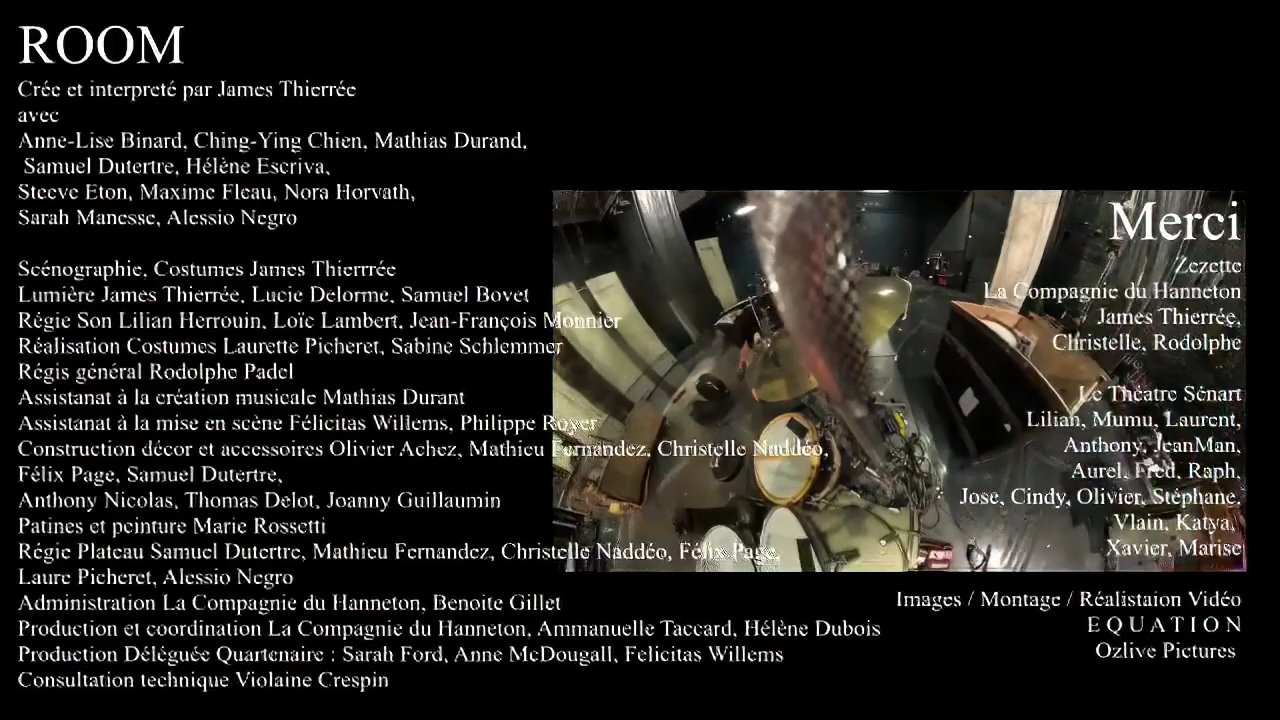 ROOM
Crée et interpreté par James Thierrée
avec
Anne-Lise Binard, Ching-Ying Chien, Mathias Durand,
Samuel Dutertre, Hélène Escriva,
Steeve Eton, Maxime Fleau, Nora Horvath,
Sarah Manesse, Alessio Negro
Scénographie, Costumes James Thierrrée
Lumière James Thierrée, Lucie Delorme, Samuel Bovet
Régie Son Lilian Herrouin, Loïc Lambert, Jean-François Monnier
Réalisation Costumes Laurette Picheret, Sabine Schlemmer
Régis général Rodolphe Padel
Assistanat à la création musicale Mathias Durant
Assistanat à la mise en scène Félicitas Willems, Philippe Royer
Construction décor et accessoires Olivier Achez, Mathieu Fernandez, Christelle Naddéo,
Félix Page, Samuel Dutertre,
Anthony Nicolas, Thomas Delot, Joanny Guillaumin
Patines et peinture Marie Rossetti
Régie Plateau Samuel Dutertre, Mathieu Fernandez, Christelle Naddéo, Félix Page,
Laure Picheret, Alessio Negro
Administration La Compagnie du Hanneton, Benoite Gillet
Production et coordination La Compagnie du Hanneton, Ammanuelle Taccard, Hélène Dubois
Production Déléguée Quartenaire : Sarah Ford, Anne McDougall, Felicitas Willems
Consultation technique Violaine Crespin
Merci
Zezette
La Compagnie du Hanneton
James Thierrée,
Christelle, Rodolphe
Le Théatre Sénart
Lilian, Mumu, Laurent,
Anthony, JeanMan,
Aurel, Fred, Raph,
Jose, Cindy, Olivier, Stéphane,
Vlain, Katya,
Xavier, Marise
Images / Montage / Réalistaion Vidéo
E Q U A T I O N
Ozlive Pictures